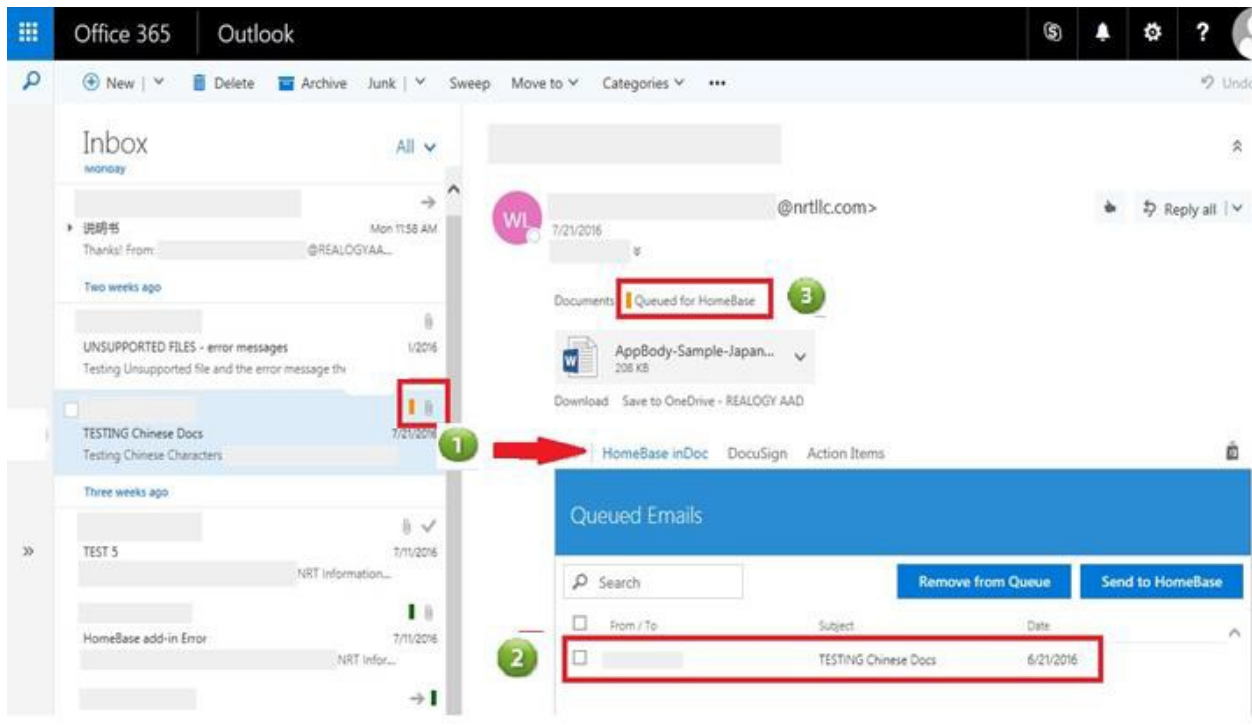 Office 365 Outlook
New Delete Archive Junk Sweep Move to Categories ••• Undo
Inbox All
Monday
说明书 Mon 11:58 AM
Thanks! From: @REALOGYAA...
Two weeks ago
UNSUPPORTED FILES - error messages 1/2016
Testing Unsupported file and the error message the
TESTING Chinese Docs 7/21/2016
Testing Chinese Characters
Three weeks ago
TEST 5 7/11/2016
NRT Information...
HomeBase add-in Error 7/11/2016
NRT Infor...
WL @nrtllc.com> Reply all
7/21/2016
Documents Queued for HomeBase 3
AppBody-Sample-Japan...
208 KB
Download Save to OneDrive - REALOGY AAD
1 HomeBase inDoc DocuSign Action Items
Queued Emails
Search Remove from Queue Send to HomeBase
From / To Subject Date
2 TESTING Chinese Docs 6/21/2016